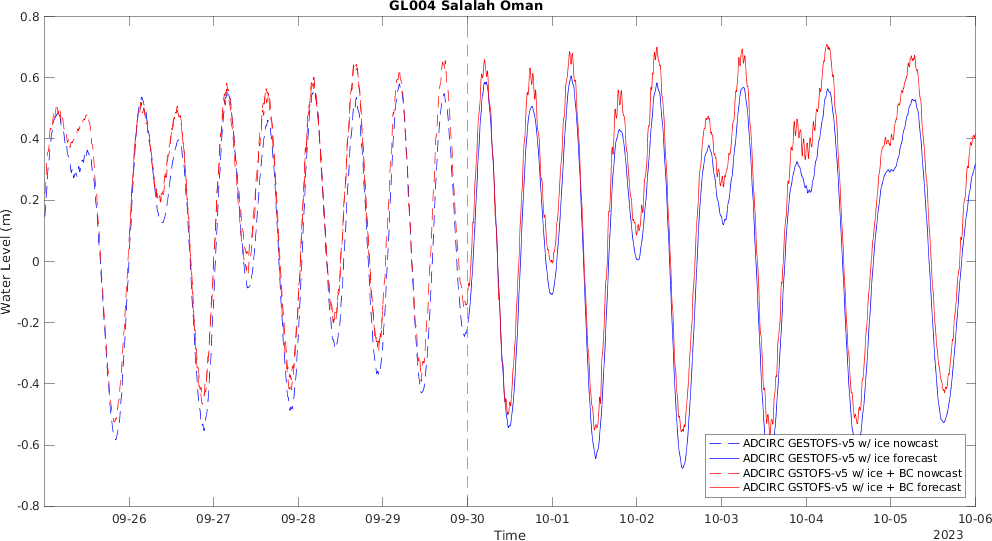 GL004 Salalah Oman
0.8
0.6
0.4
0.2
0
-0.2
-0.4
-0.6
-0.8
Water Level (m)
ADCIRC GESTOFS-v5 w/ ice nowcast
ADCIRC GESTOFS-v5 w/ ice forecast
ADCIRC GSTOFS-v5 w/ ice + BC nowcast
ADCIRC GSTOFS-v5 w/ ice + BC forecast
09-26 09-27 09-28 09-29 09-30 10-01 10-02 10-03 10-04 10-05 10-06
Time
2023